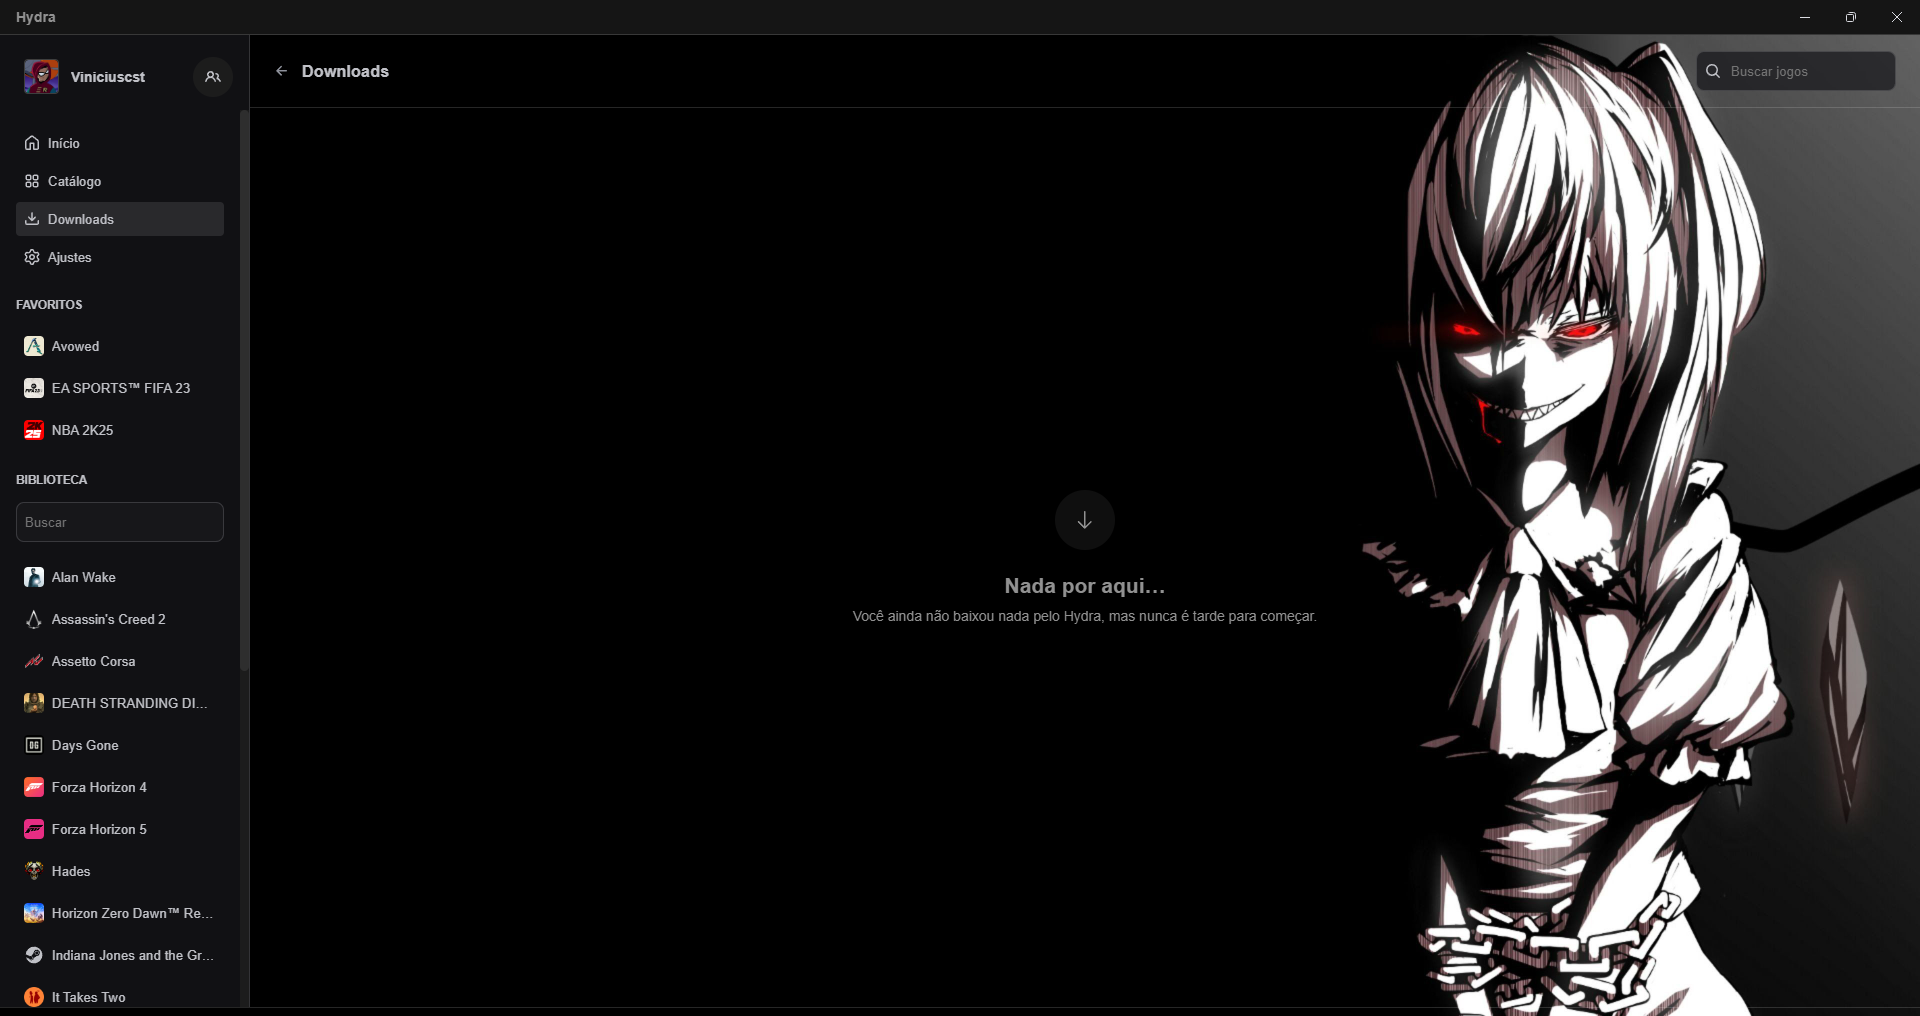 Hydra
Viniciuscst
Início
Catálogo
Downloads
Ajustes
FAVORITOS
Avowed
EA SPORTS™ FIFA 23
NBA 2K25
BIBLIOTECA
Buscar
Alan Wake
Assassin's Creed 2
Assetto Corsa
DEATH STRANDING DI...
Days Gone
Forza Horizon 4
Forza Horizon 5
Hades
Horizon Zero Dawn™ Re...
Indiana Jones and the Gr...
It Takes Two
Downloads
Buscar jogos
Nada por aqui...
Você ainda não baixou nada pelo Hydra, mas nunca é tarde para começar.